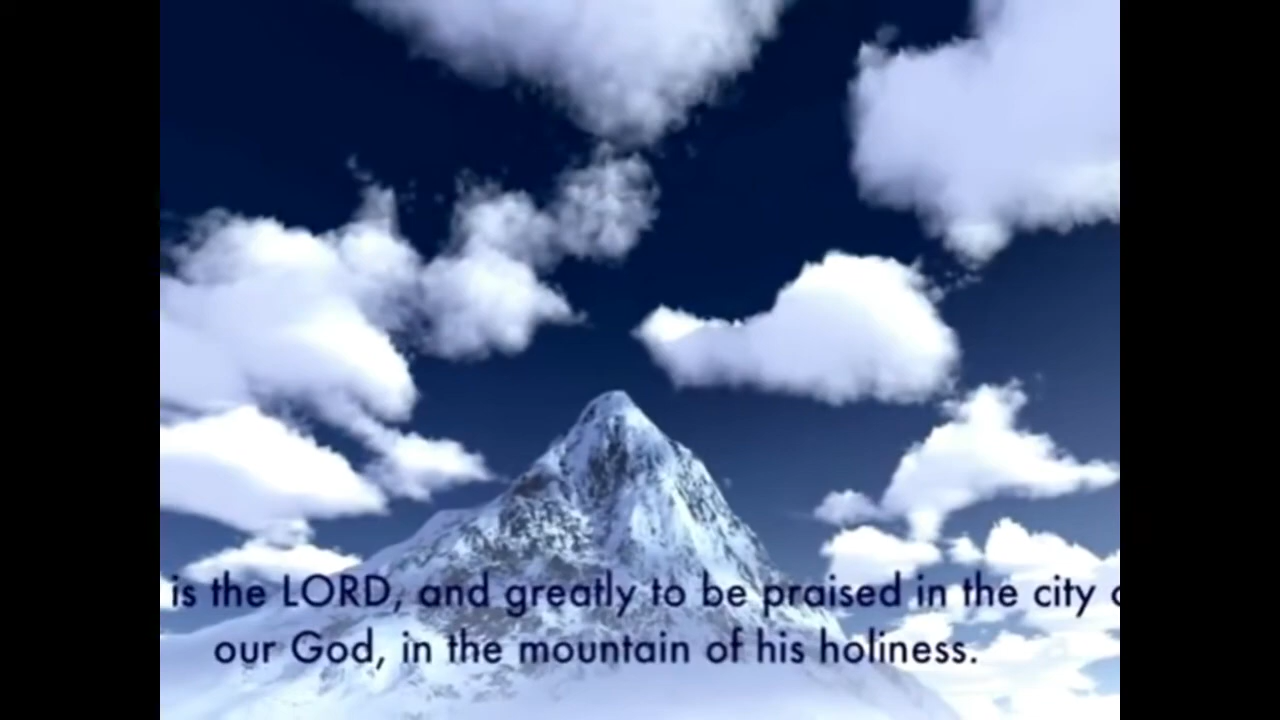 is the LORD, and greatly to be praised in the city
our God, in the mountain of his holiness.